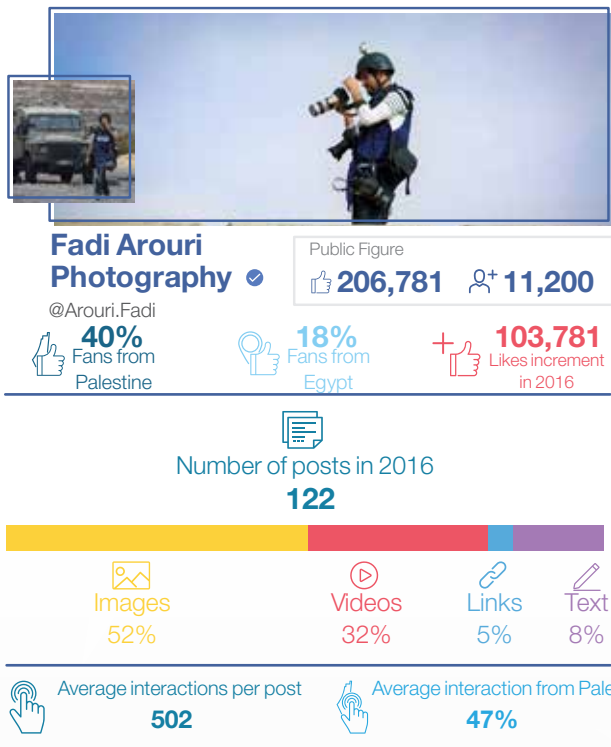 Fadi Arouri
Photography
@Arouri.Fadi
Public Figure
206,781 11,200
40%
Fans from
Palestine
18%
Fans from
Egypt
103,781
Likes increment
in 2016
Number of posts in 2016
122
Images
52%
Videos
32%
Links
5%
Text
8%
Average interactions per post
502
Average interaction from Pale
47%